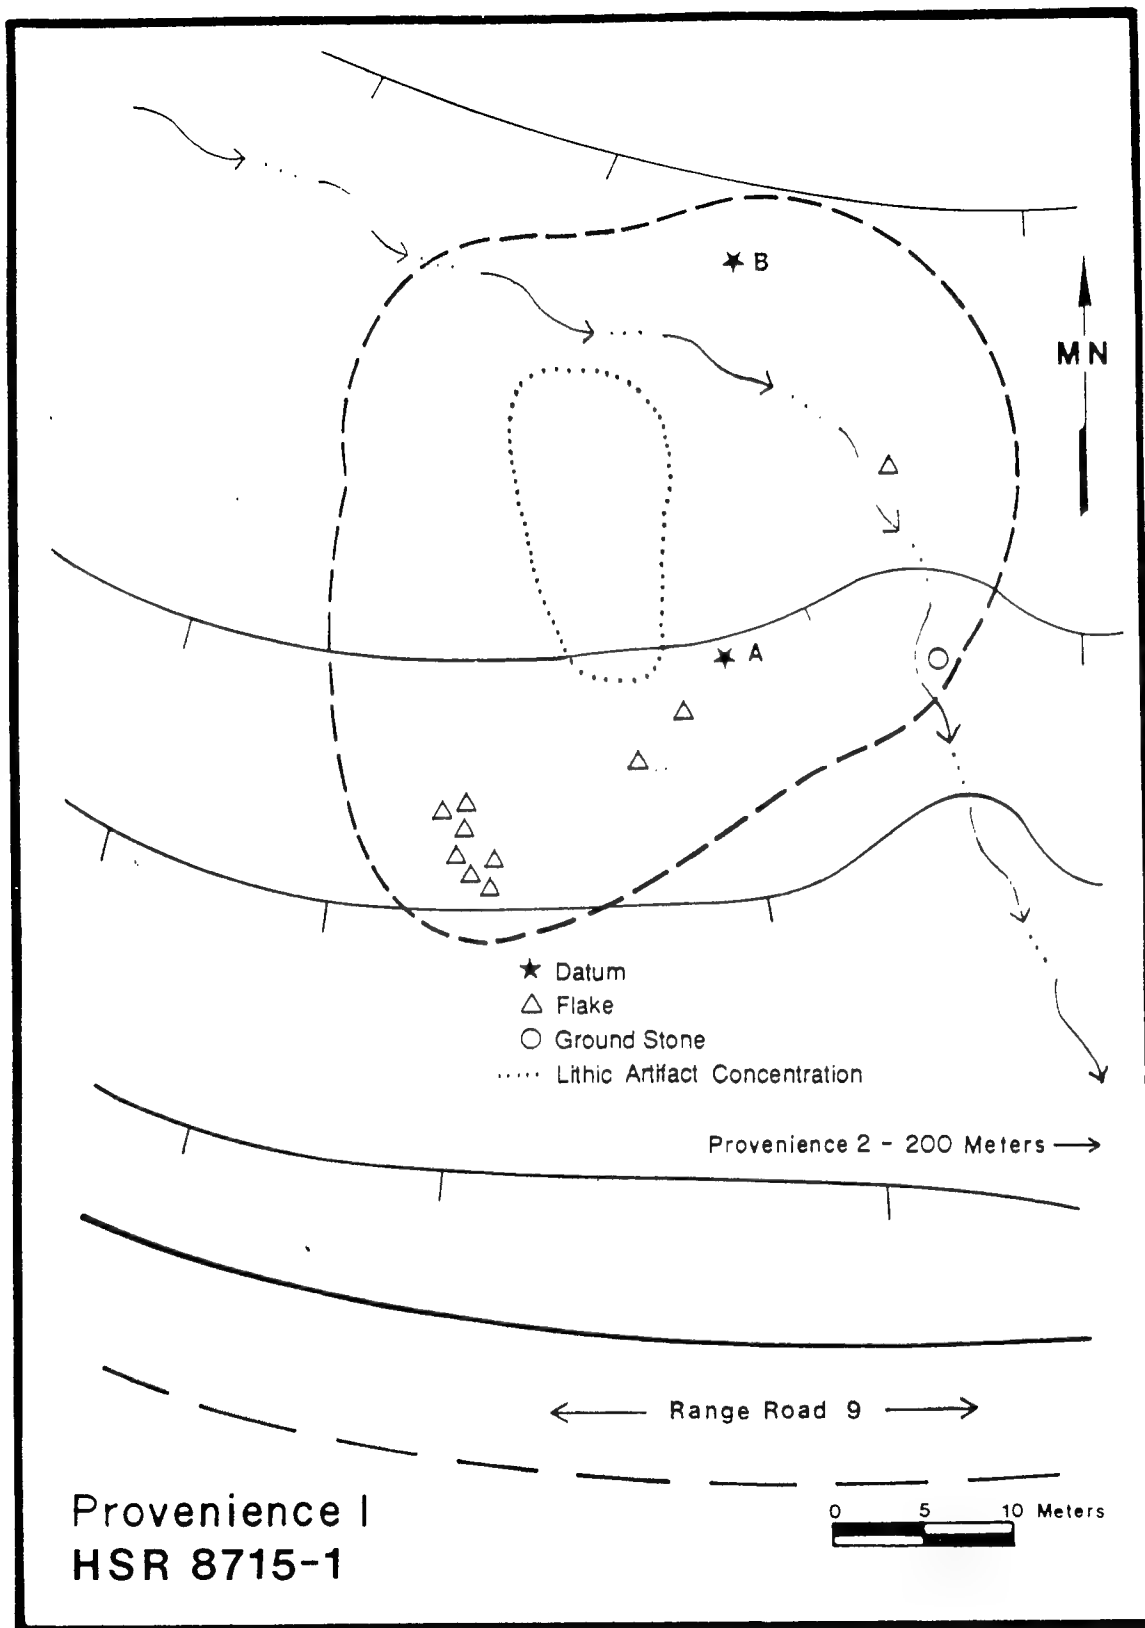 B
MN
A
Datum
Flake
Ground Stone
Lithic Artifact Concentration
Provenience 2 - 200 Meters
Range Road 9
0 5 10 Meters
Provenience I
HSR 8715-1